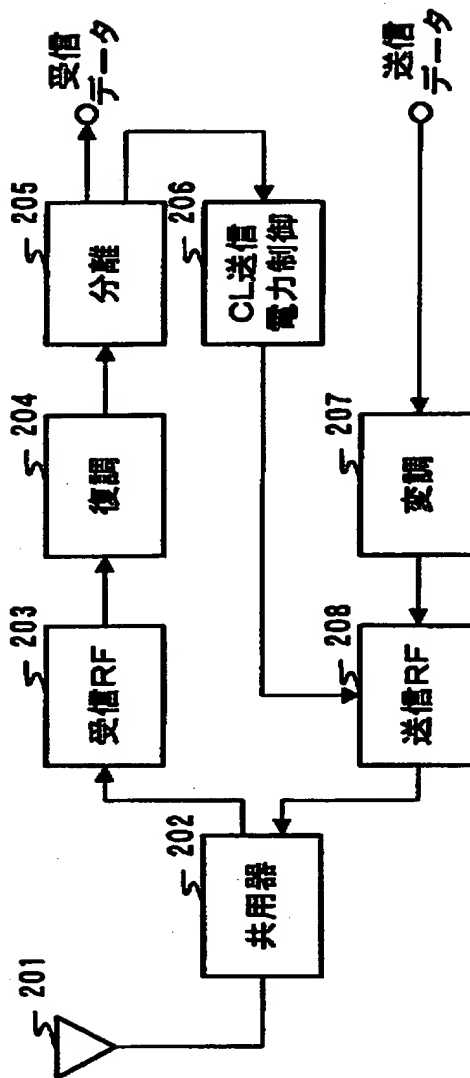 201
202
共用器
203
受信RF
204
復調
205
分離
受信
データ
206
CL送信
電力制御
207
変調
208
送信RF
送信
データ